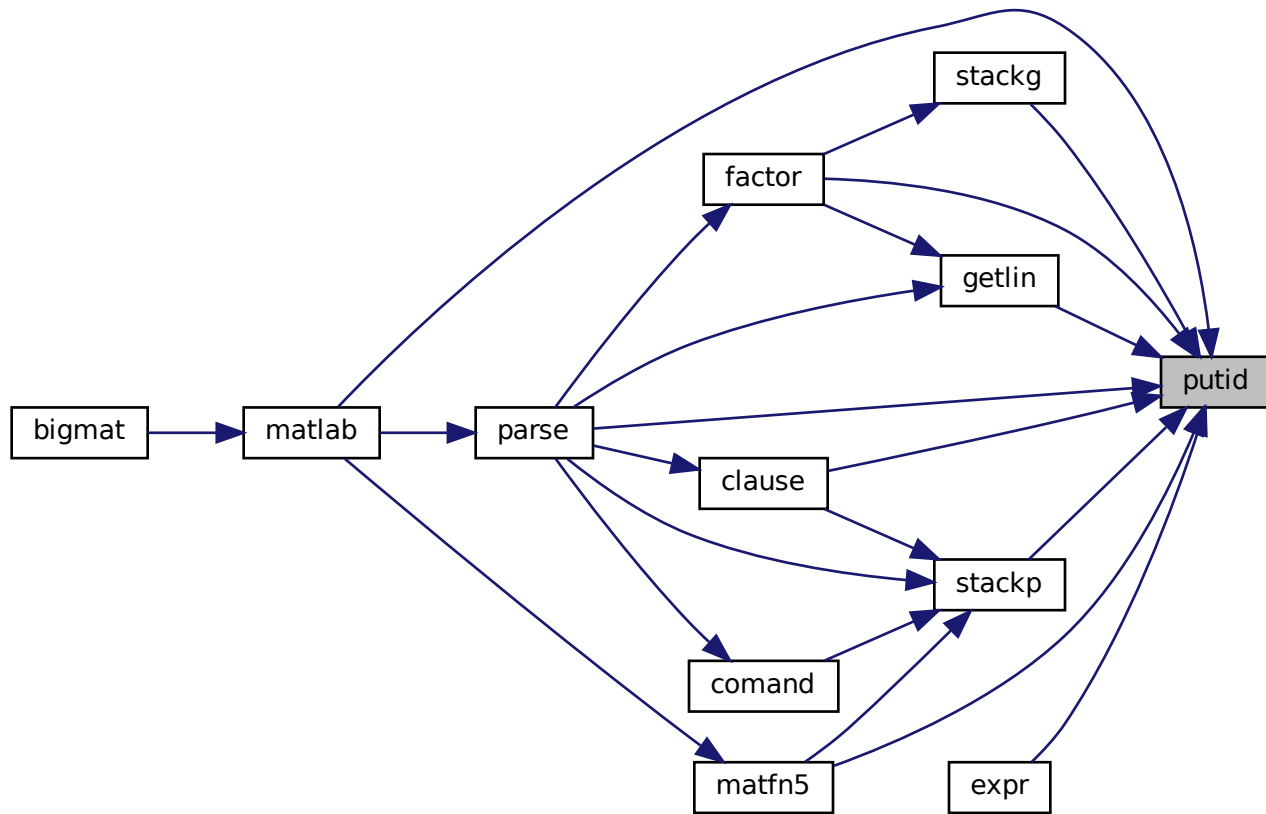 stackg
factor
getlin
putid
bigmat
matlab
parse
clause
stackp
comand
matfn5
expr